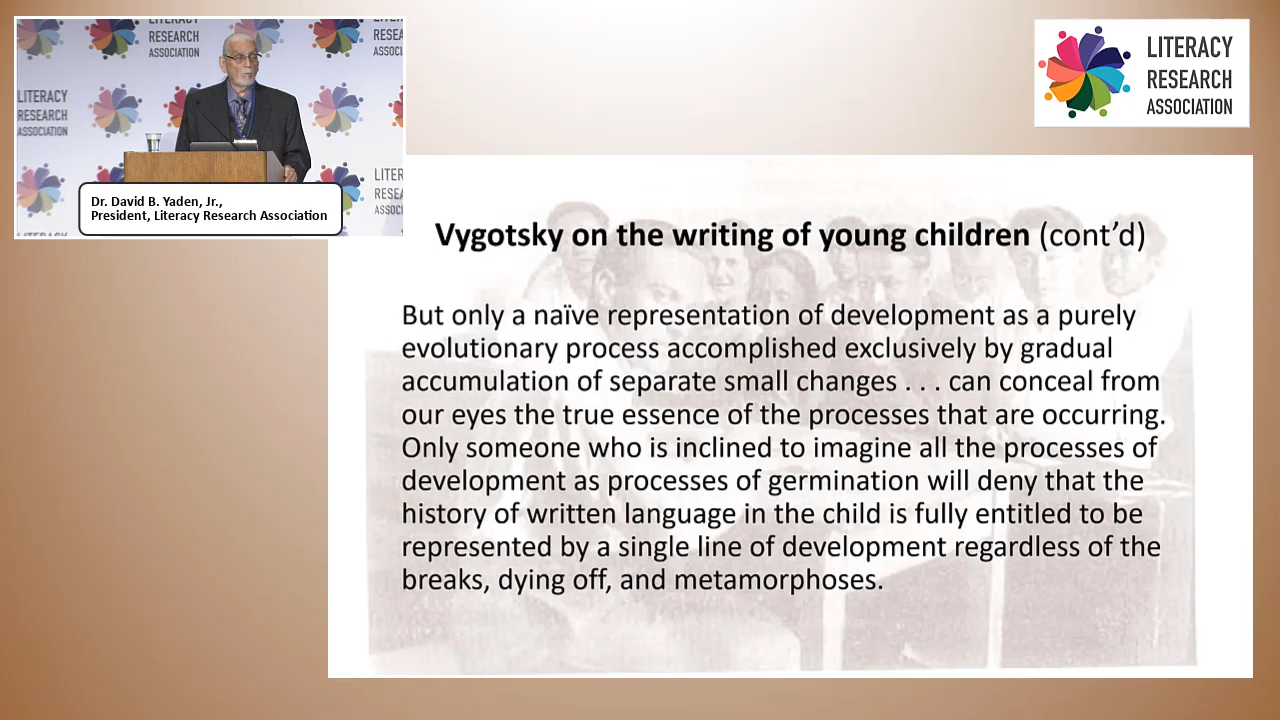 LITERACY
RESEARCH
ASSOCIATION
LITERACY
RESEARCH
ASSOCIATION
LITERACY
RESEARCH
ASSOCIATION
Dr. David B. Yaden, Jr.,
President, Literacy Research Association
Vygotsky on the writing of young children (cont’d)
But only a naïve representation of development as a purely
evolutionary process accomplished exclusively by gradual
accumulation of separate small changes . . . can conceal from
our eyes the true essence of the processes that are occurring.
Only someone who is inclined to imagine all the processes of
development as processes of germination will deny that the
history of written language in the child is fully entitled to be
represented by a single line of development regardless of the
breaks, dying off, and metamorphoses.